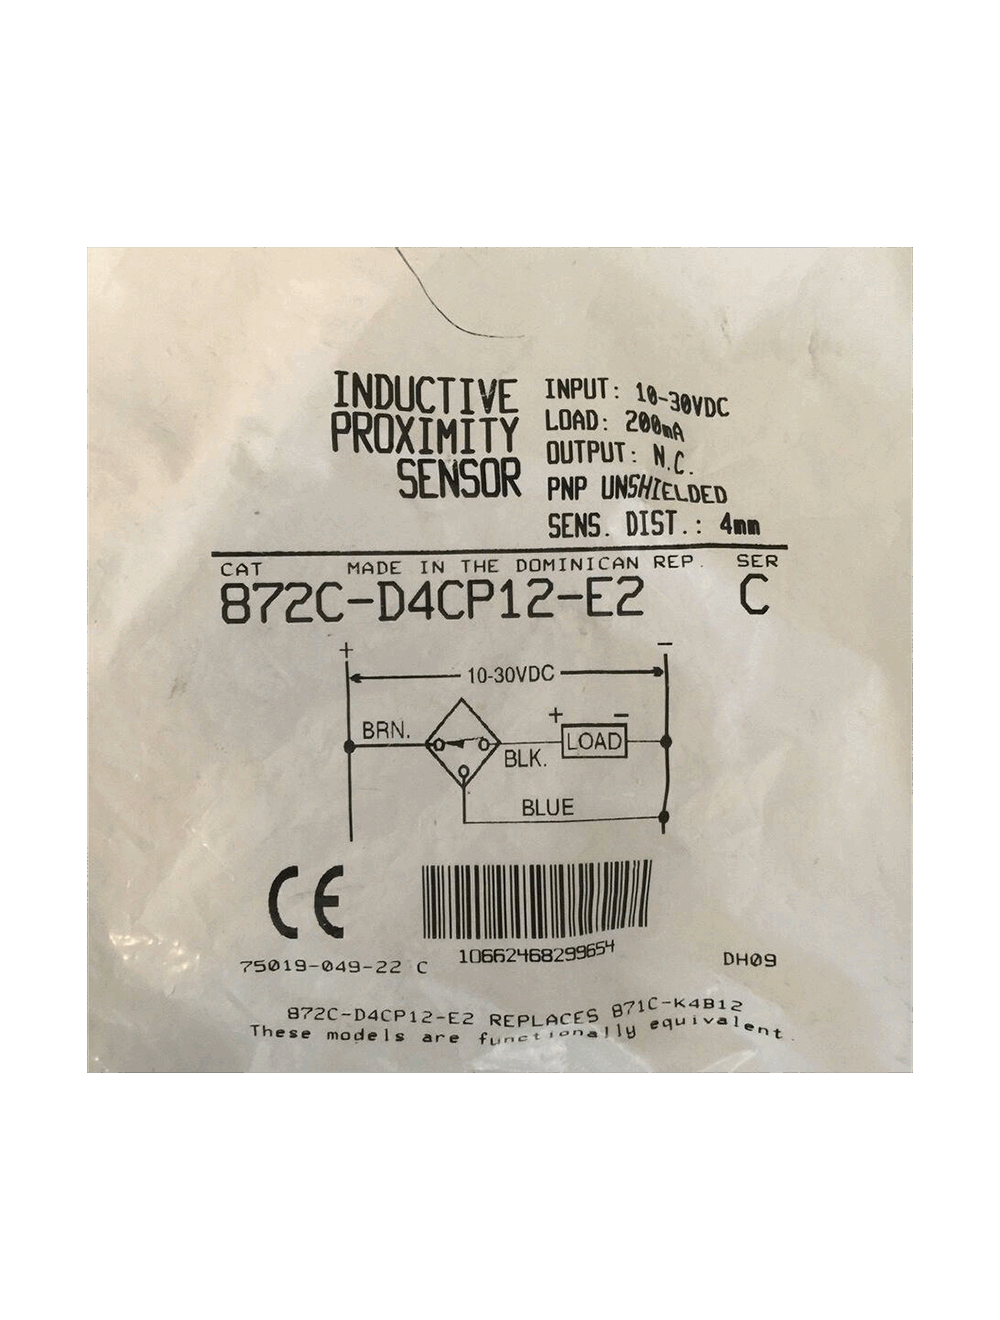 INDUCTIVE
PROXIMITY
SENSOR
INPUT: 10-30VDC
LOAD: 200mA
OUTPUT: N.C.
PNP UNSHIELDED
SENS. DIST.: 4mm
CAT MADE IN THE DOMINICAN REP. SER
872C-D4CP12-E2 C
+ −
10-30VDC
BRN.
+ −
LOAD
BLK.
BLUE
CE
10662468299654
75019-049-22 C
DH09
872C-D4CP12-E2 REPLACES 871C-K4B12
These models are functionally equivalent.